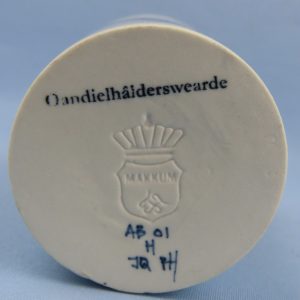 Oandielhâlderswearde
MAKKUM
AB 01
H
JQ PH